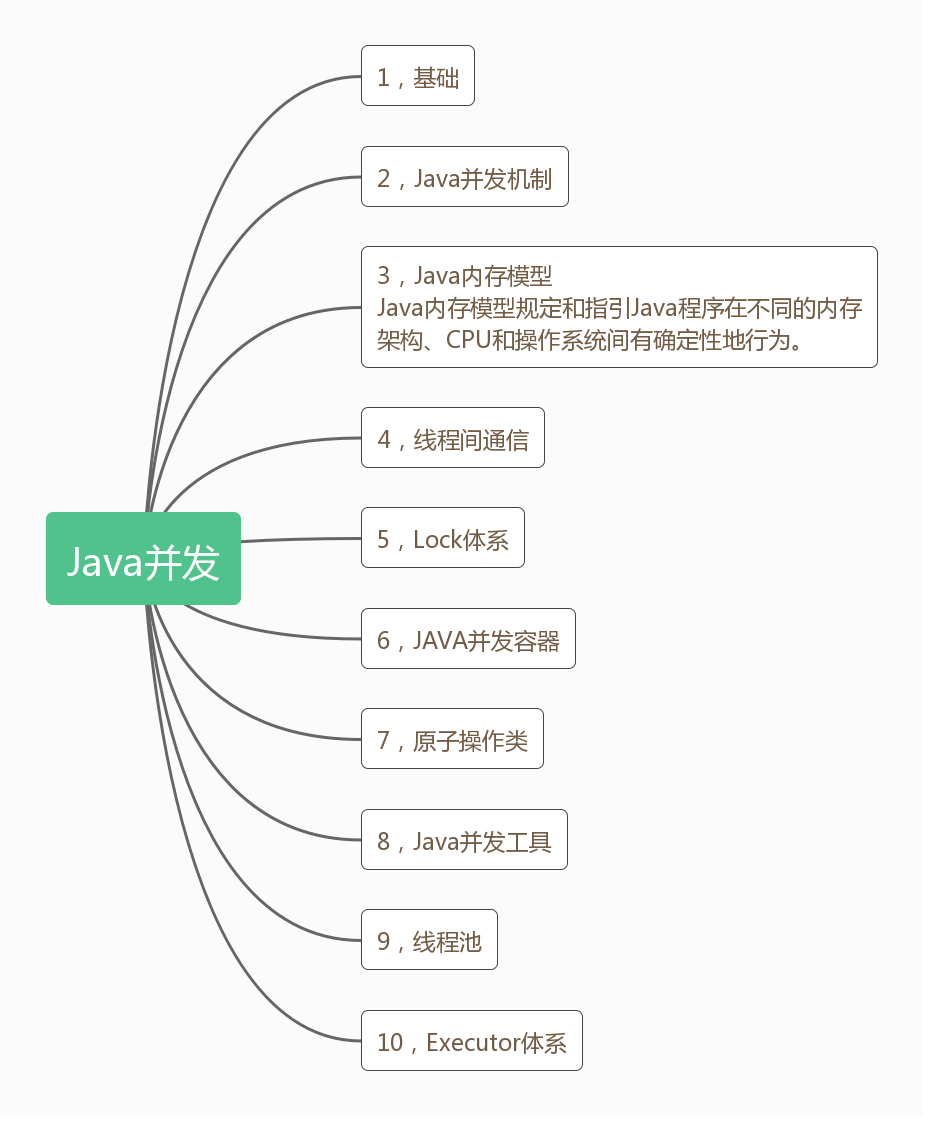 1，基础
2，Java并发机制
3，Java内存模型
Java内存模型规定和指引Java程序在不同的内存
架构、CPU和操作系统间有确定性地行为。
4，线程间通信
5，Lock体系
Java并发
6，JAVA并发容器
7，原子操作类
8，Java并发工具
9，线程池
10，Executor体系